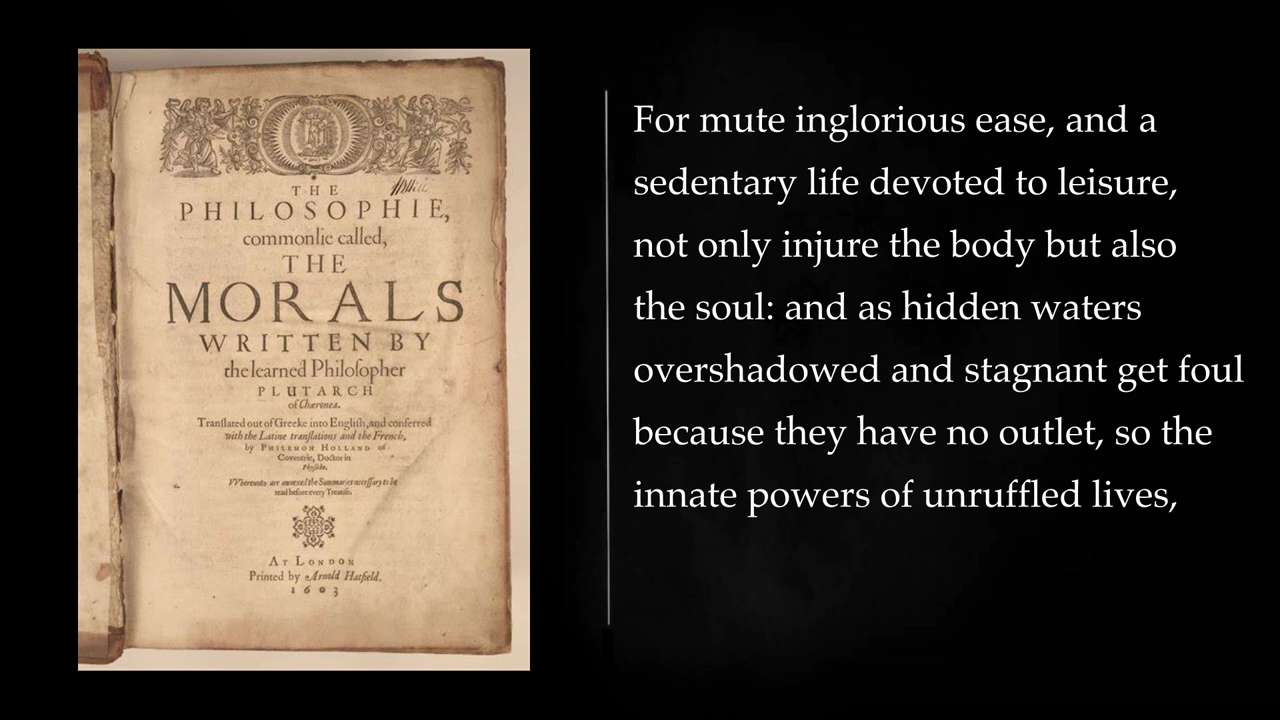 THE
PHILOSOPHIE,
commonlie called,
THE
MORALS
WRITTEN BY
the learned Philosopher
PLUTARCH
of Chæronea.
Translated out of Greeke into English, and conferred
with the Latine translations and the French,
by PHILEMON HOLLAND of
Coventrie, Doctor in
Physicke.
VVhereunto are annexed the Summaries necessary to be
read before every Treatise.
AT LONDON
Printed by Arnold Hatfield.
1603
For mute inglorious ease, and a
sedentary life devoted to leisure,
not only injure the body but also
the soul: and as hidden waters
overshadowed and stagnant get foul
because they have no outlet, so the
innate powers of unruffled lives,